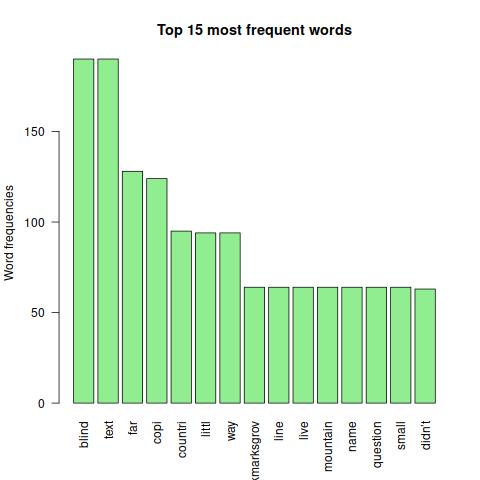 Top 15 most frequent words
Word frequencies
150
100
50
0
blind
text
far
copi
countri
littl
way
kmarksgrov
line
live
mountain
name
question
small
didn't